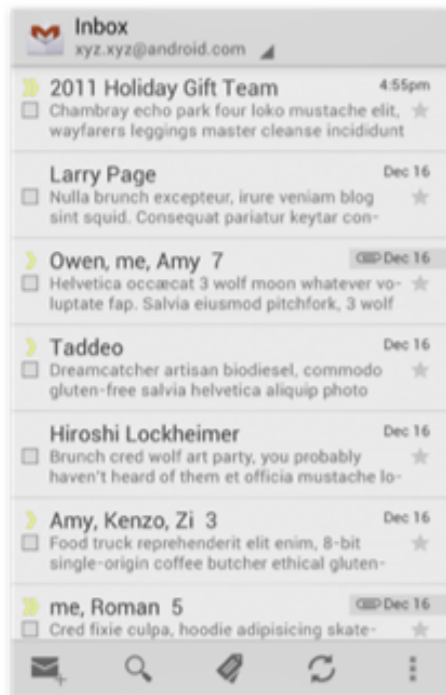 Inbox
xyz.xyz@android.com
2011 Holiday Gift Team 4:55pm
Chambray echo park four loko mustache elit,
wayfarers leggings master cleanse incididunt
Larry Page Dec 16
Nulla brunch excepteur, irure veniam blog
sint squid. Consequat pariatur keytar con-
Owen, me, Amy 7 Dec 16
Helvetica occæcat 3 wolf moon whatever vo-
luptate fap. Salvia eiusmod pitchfork, 3 wolf
Taddeo Dec 16
Dreamcatcher artisan biodiesel, commodo
gluten-free salvia helvetica aliquip photo
Hiroshi Lockheimer Dec 16
Brunch cred wolf art party, you probably
haven't heard of them et officia mustache lo-
Amy, Kenzo, Zi 3 Dec 16
Food truck reprehenderit elit enim, 8-bit
single-origin coffee butcher ethical gluten-
me, Roman 5 Dec 16
Cred fixie culpa, hoodie adipisicing skate-